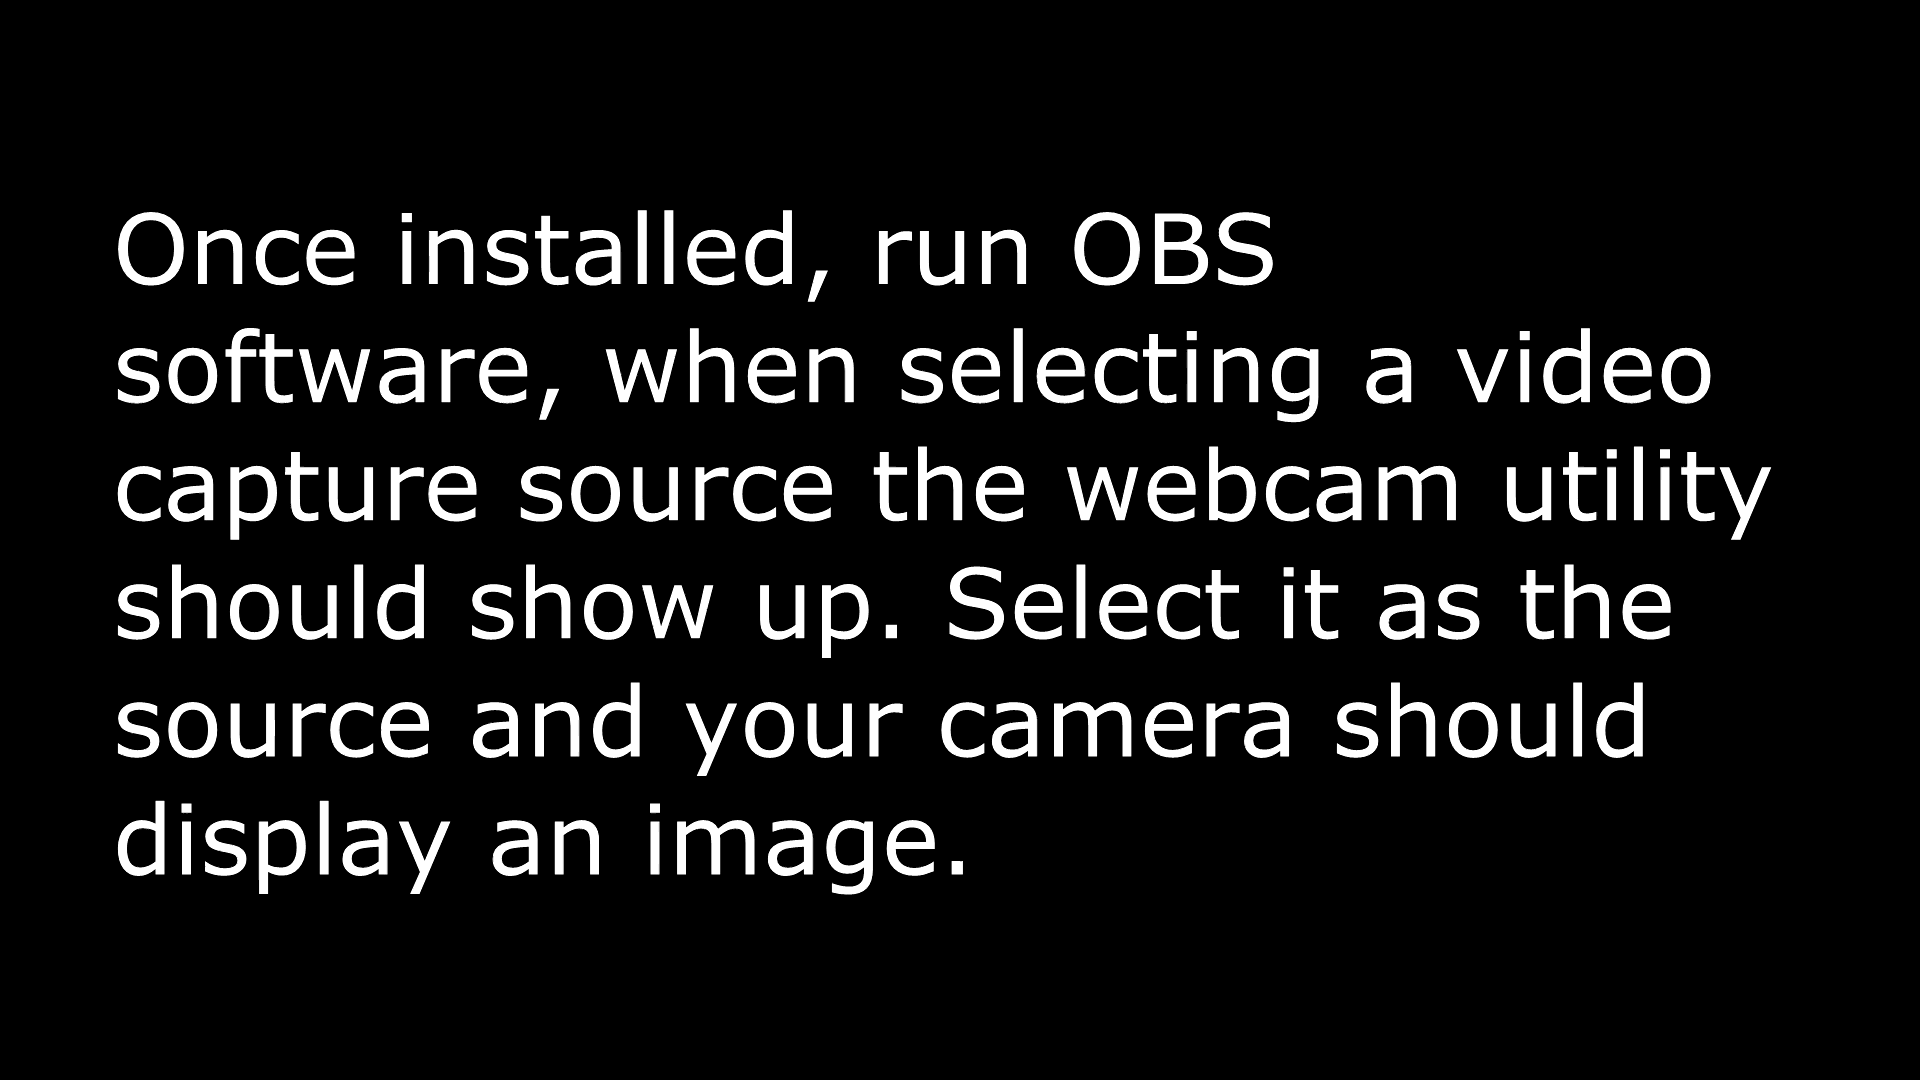 Once installed, run OBS
software, when selecting a video
capture source the webcam utility
should show up. Select it as the
source and your camera should
display an image.